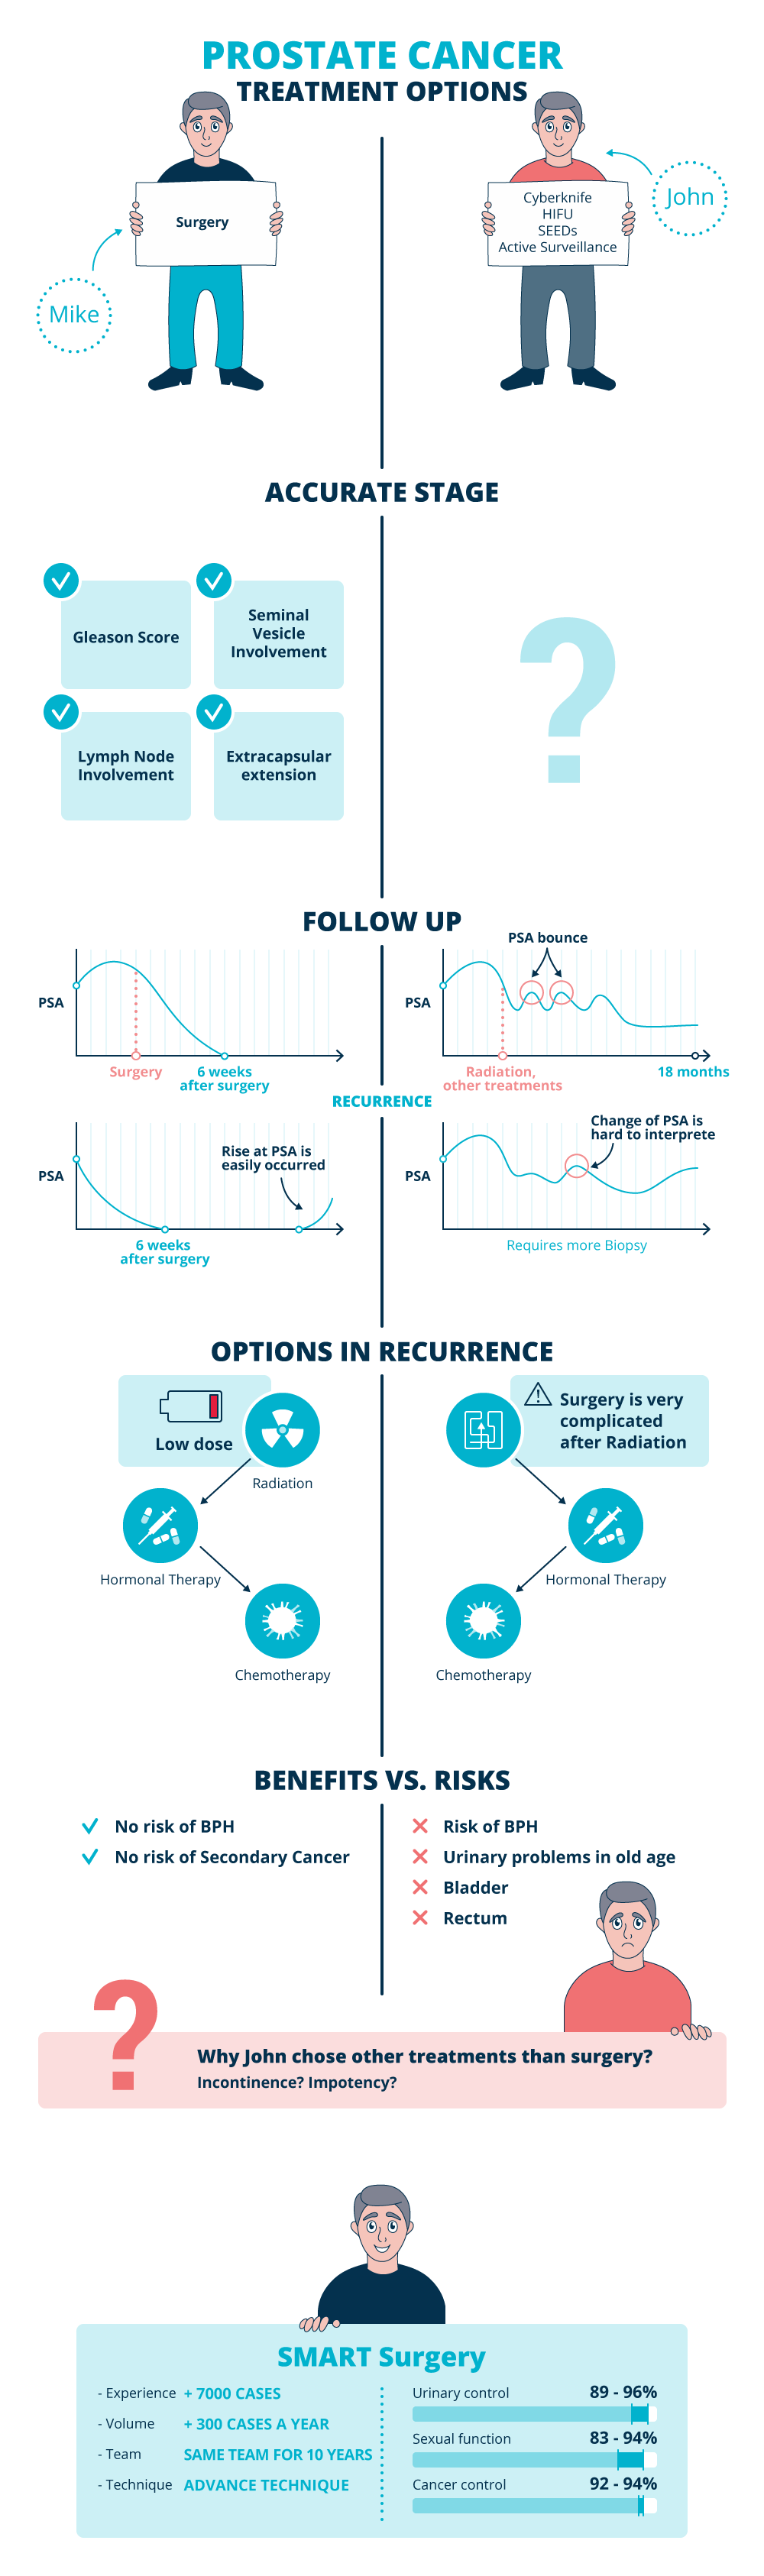 PROSTATE CANCER
TREATMENT OPTIONS
Surgery
Mike
Cyberknife
HIFU
SEEDs
Active Surveillance
John
ACCURATE STAGE
Gleason Score
Seminal
Vesicle
Involvement
Lymph Node
Involvement
Extracapsular
extension
?
FOLLOW UP
PSA
Surgery
6 weeks
after surgery
PSA bounce
PSA
Radiation,
other treatments
18 months
RECURRENCE
PSA
Rise at PSA is
easily occurred
6 weeks
after surgery
Change of PSA is
hard to interprete
PSA
Requires more Biopsy
OPTIONS IN RECURRENCE
Low dose
Radiation
Hormonal Therapy
Chemotherapy
Surgery is very
complicated
after Radiation
Hormonal Therapy
Chemotherapy
BENEFITS VS. RISKS
No risk of BPH
No risk of Secondary Cancer
Risk of BPH
Urinary problems in old age
Bladder
Rectum
?
Why John chose other treatments than surgery?
Incontinence? Impotency?
SMART Surgery
- Experience + 7000 CASES
- Volume + 300 CASES A YEAR
- Team SAME TEAM FOR 10 YEARS
- Technique ADVANCE TECHNIQUE
Urinary control 89 - 96%
Sexual function 83 - 94%
Cancer control 92 - 94%